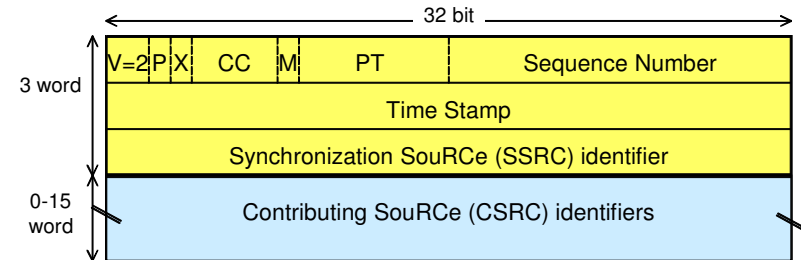 32 bit
3 word
V=2 P X CC M PT Sequence Number
Time Stamp
Synchronization SouRCe (SSRC) identifier
0-15
word
Contributing SouRCe (CSRC) identifiers